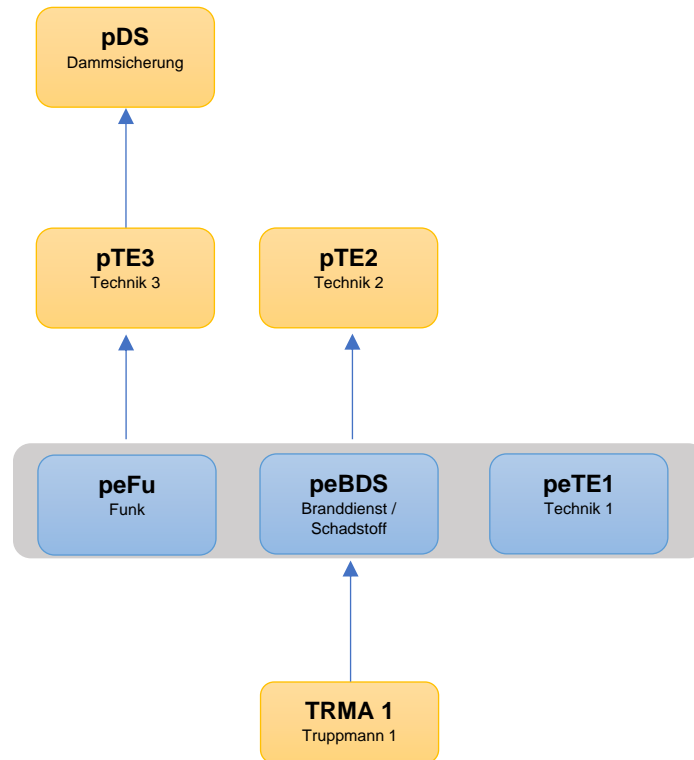 pDS
Dammsicherung
pTE3
Technik 3
pTE2
Technik 2
peFu
Funk
peBDS
Branddienst /
Schadstoff
peTE1
Technik 1
TRMA 1
Truppmann 1